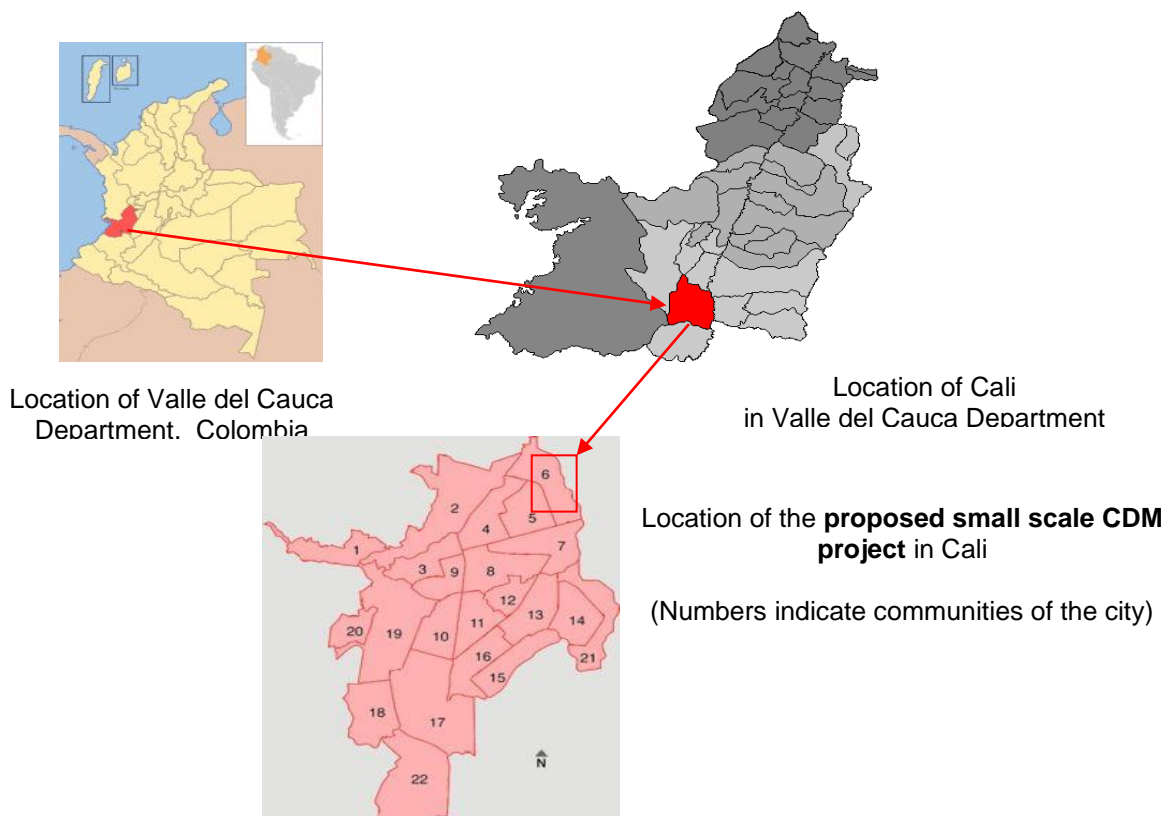 Location of Valle del Cauca
Department, Colombia
Location of Cali
in Valle del Cauca Department
Location of the proposed small scale CDM
project in Cali
(Numbers indicate communities of the city)
6
2
5
4
7
1
3
9
8
12
13
14
20
19
10
11
16
21
15
18
17
N
22